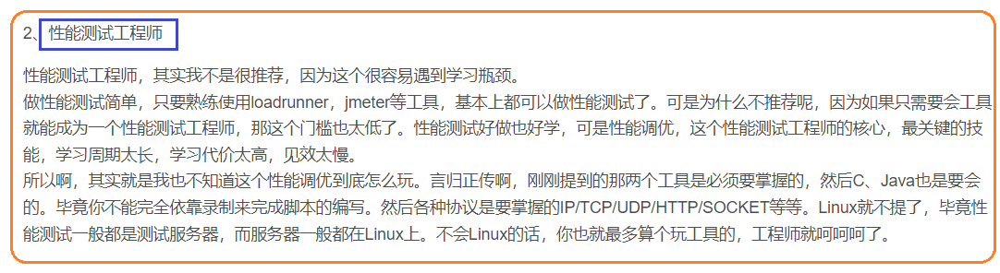 2、性能测试工程师
性能测试工程师，其实我不是很推荐，因为这个很容易遇到学习瓶颈。
做性能测试简单，只要熟练使用loadrunner，jmeter等工具，基本上都可以做性能测试了。可是为什么不推荐呢，因为如果只需要会工具
就能成为一个性能测试工程师，那这个门槛也太低了。性能测试好做也好学，可是性能调优，这个性能测试工程师的核心，最关键的技
能，学习周期太长，学习代价太高，见效太慢。
所以啊，其实就是我也不知道这个性能调优到底怎么玩。言归正传啊，刚刚提到的那两个工具是必须要掌握的，然后C、Java也是要会
的。毕竟你不能完全依靠录制来完成脚本的编写。然后各种协议是要掌握的IP/TCP/UDP/HTTP/SOCKET等等。Linux就不提了，毕竟性
能测试一般都是测试服务器，而服务器一般都在Linux上。不会Linux的话，你也就最多算个玩工具的，工程师就呵呵呵了。